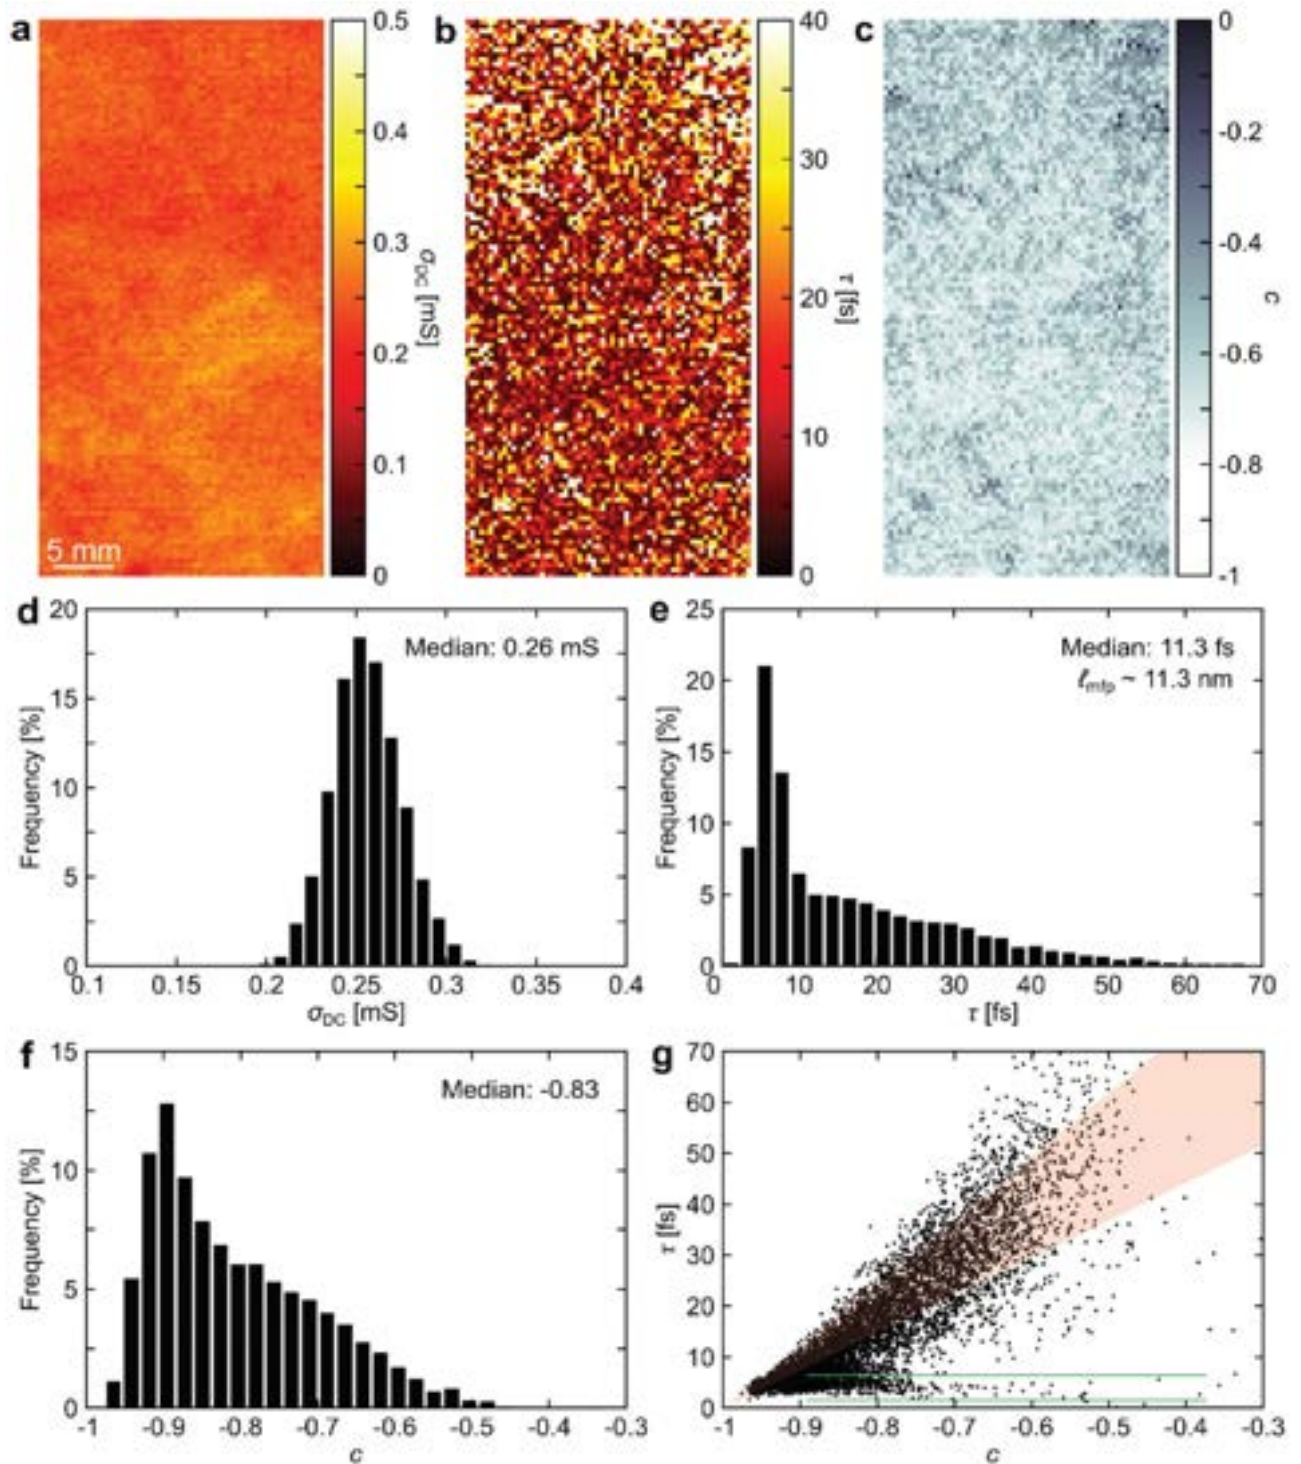 a
0.5
0.4
0.3
0.2
0.1
0
σDC [mS]
5 mm
b
40
30
20
10
0
τ [fs]
c
0
-0.2
-0.4
-0.6
-0.8
-1
c
d
20
15
10
5
0
Frequency [%]
Median: 0.26 mS
0.1 0.15 0.2 0.25 0.3 0.35 0.4
σDC [mS]
e
25
20
15
10
5
0
Frequency [%]
Median: 11.3 fs
ℓmfp ~ 11.3 nm
0 10 20 30 40 50 60 70
τ [fs]
f
15
10
5
0
Frequency [%]
Median: -0.83
-1 -0.9 -0.8 -0.7 -0.6 -0.5 -0.4 -0.3
c
g
70
60
50
40
30
20
10
0
τ [fs]
-1 -0.9 -0.8 -0.7 -0.6 -0.5 -0.4 -0.3
c